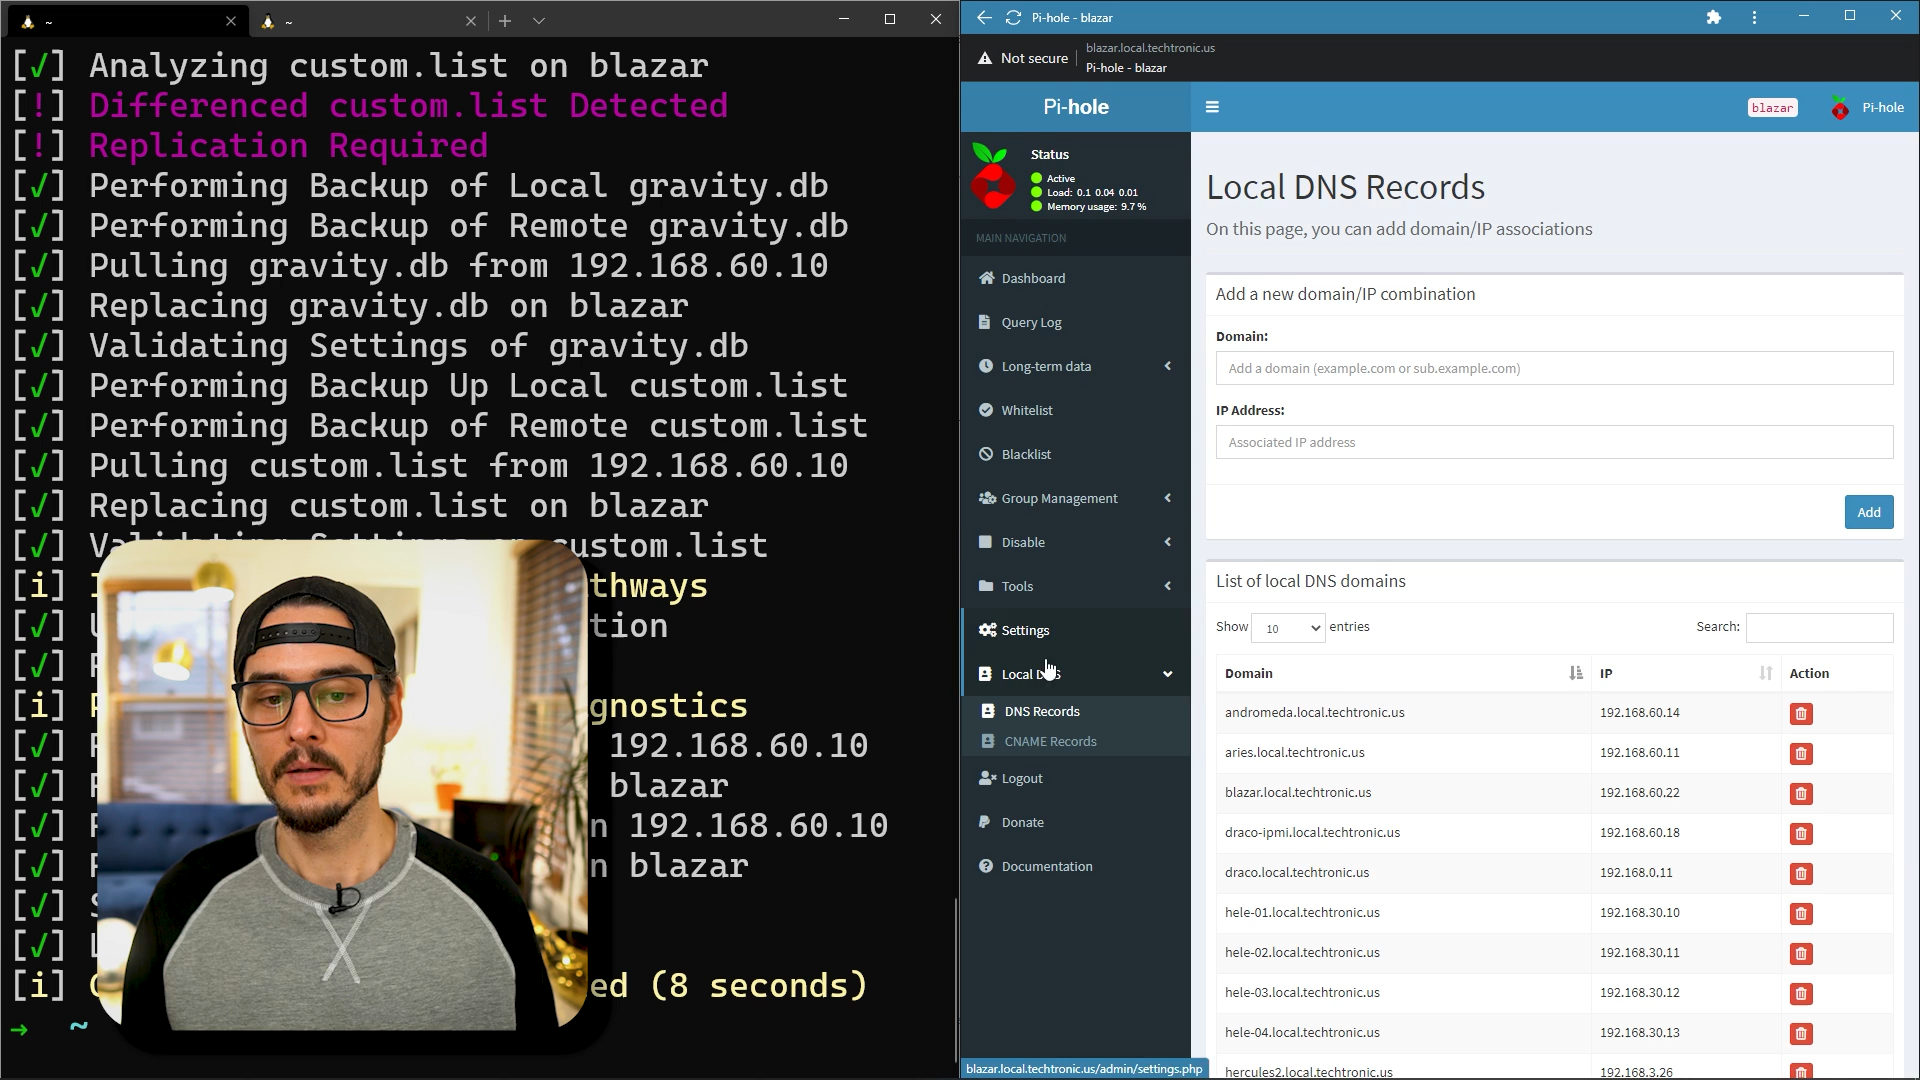 ~
~
[√] Analyzing custom.list on blazar
[!] Differenced custom.list Detected
[!] Replication Required
[√] Performing Backup of Local gravity.db
[√] Performing Backup of Remote gravity.db
[√] Pulling gravity.db from 192.168.60.10
[√] Replacing gravity.db on blazar
[√] Validating Settings of gravity.db
[√] Performing Backup Up Local custom.list
[√] Performing Backup of Remote custom.list
[√] Pulling custom.list from 192.168.60.10
[√] Replacing custom.list on blazar
[√] Validating Settings on custom.list
[i] thways
[√] tion
[√]
[i] gnostics
[√] 192.168.60.10
[√] blazar
[√] n 192.168.60.10
[√] n blazar
[√]
[√]
[i] ed (8 seconds)
→ ~
Pi-hole - blazar
Not secure
blazar.local.techtronic.us
Pi-hole - blazar
Pi-hole
blazar
Pi-hole
Status
Active
Load: 0.1 0.04 0.01
Memory usage: 9.7 %
MAIN NAVIGATION
Dashboard
Query Log
Long-term data
Whitelist
Blacklist
Group Management
Disable
Tools
Settings
Local DNS
DNS Records
CNAME Records
Logout
Donate
Documentation
blazar.local.techtronic.us/admin/settings.php
Local DNS Records
On this page, you can add domain/IP associations
Add a new domain/IP combination
Domain:
Add a domain (example.com or sub.example.com)
IP Address:
Associated IP address
Add
List of local DNS domains
Show 10 entries
Search:
Domain IP Action
andromeda.local.techtronic.us 192.168.60.14
aries.local.techtronic.us 192.168.60.11
blazar.local.techtronic.us 192.168.60.22
draco-ipmi.local.techtronic.us 192.168.60.18
draco.local.techtronic.us 192.168.0.11
hele-01.local.techtronic.us 192.168.30.10
hele-02.local.techtronic.us 192.168.30.11
hele-03.local.techtronic.us 192.168.30.12
hele-04.local.techtronic.us 192.168.30.13
hercules2.local.techtronic.us 192.168.3.26